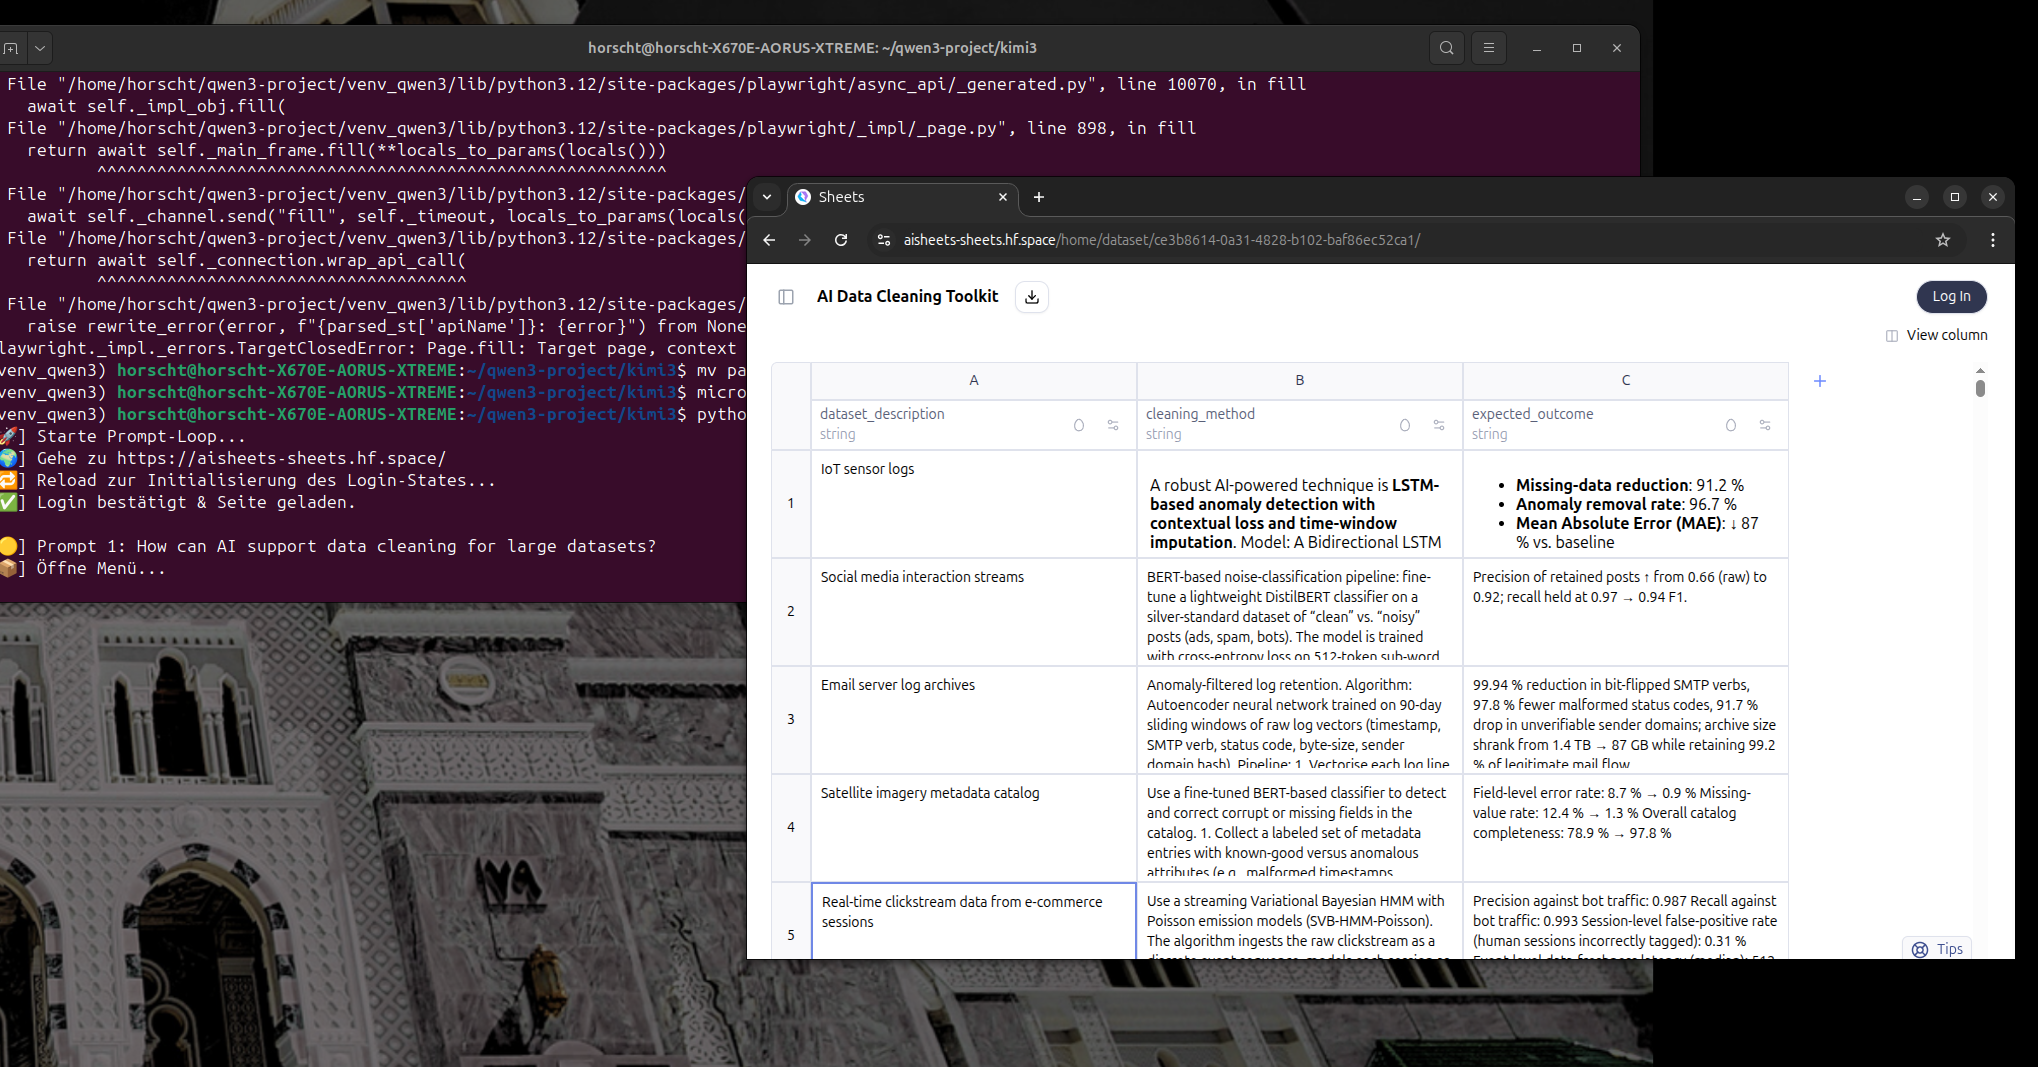 horscht@horscht-X670E-AORUS-XTREME: ~/qwen3-project/kimi3
File "/home/horscht/qwen3-project/venv_qwen3/lib/python3.12/site-packages/playwright/async_api/_generated.py", line 10070, in fill
await self._impl_obj.fill(
File "/home/horscht/qwen3-project/venv_qwen3/lib/python3.12/site-packages/playwright/_impl/_page.py", line 898, in fill
return await self._main_frame.fill(**locals_to_params(locals()))
^^^^^^^^^^^^^^^^^^^^^^^^^^^^^^^^^^^^^^^^^^^^^^^^^^^^^^^^^
File "/home/horscht/qwen3-project/venv_qwen3/lib/python3.12/site-packages/
await self._channel.send("fill", self._timeout, locals_to_params(locals(
File "/home/horscht/qwen3-project/venv_qwen3/lib/python3.12/site-packages/
return await self._connection.wrap_api_call(
^^^^^^^^^^^^^^^^^^^^^^^^^^^^^^^^^^^^^
File "/home/horscht/qwen3-project/venv_qwen3/lib/python3.12/site-packages/
raise rewrite_error(error, f"{parsed_st['apiName']}: {error}") from None
laywright._impl._errors.TargetClosedError: Page.fill: Target page, context
venv_qwen3) horscht@horscht-X670E-AORUS-XTREME:~/qwen3-project/kimi3$ mv pa
venv_qwen3) horscht@horscht-X670E-AORUS-XTREME:~/qwen3-project/kimi3$ micro
venv_qwen3) horscht@horscht-X670E-AORUS-XTREME:~/qwen3-project/kimi3$ pytho
🚀] Starte Prompt-Loop...
🌍] Gehe zu https://aisheets-sheets.hf.space/
🔁] Reload zur Initialisierung des Login-States...
✅] Login bestätigt & Seite geladen.
🟡] Prompt 1: How can AI support data cleaning for large datasets?
📦] Öffne Menü...
Sheets
aisheets-sheets.hf.space/home/dataset/ce3b8614-0a31-4828-b102-baf86ec52ca1/
AI Data Cleaning Toolkit
Log In
View column
A B C
dataset_description
string
cleaning_method
string
expected_outcome
string
1
IoT sensor logs
A robust AI-powered technique is LSTM-
based anomaly detection with
contextual loss and time-window
imputation. Model: A Bidirectional LSTM
• Missing-data reduction: 91.2 %
• Anomaly removal rate: 96.7 %
• Mean Absolute Error (MAE): ↓ 87
% vs. baseline
2
Social media interaction streams
BERT-based noise-classification pipeline: fine-
tune a lightweight DistilBERT classifier on a
silver-standard dataset of “clean” vs. “noisy”
posts (ads, spam, bots). The model is trained
with cross-entropy loss on 512-token sub-word
Precision of retained posts ↑ from 0.66 (raw) to
0.92; recall held at 0.97 → 0.94 F1.
3
Email server log archives
Anomaly-filtered log retention. Algorithm:
Autoencoder neural network trained on 90-day
sliding windows of raw log vectors (timestamp,
SMTP verb, status code, byte-size, sender
domain hash). Pipeline: 1. Vectorise each log line
99.94 % reduction in bit-flipped SMTP verbs,
97.8 % fewer malformed status codes, 91.7 %
drop in unverifiable sender domains; archive size
shrank from 1.4 TB → 87 GB while retaining 99.2
% of legitimate mail flow.
4
Satellite imagery metadata catalog
Use a fine-tuned BERT-based classifier to detect
and correct corrupt or missing fields in the
catalog. 1. Collect a labeled set of metadata
entries with known-good versus anomalous
attributes (e.g., malformed timestamps,
Field-level error rate: 8.7 % → 0.9 % Missing-
value rate: 12.4 % → 1.3 % Overall catalog
completeness: 78.9 % → 97.8 %
5
Real-time clickstream data from e-commerce
sessions
Use a streaming Variational Bayesian HMM with
Poisson emission models (SVB-HMM-Poisson).
The algorithm ingests the raw clickstream as a
Precision against bot traffic: 0.987 Recall against
bot traffic: 0.993 Session-level false-positive rate
(human sessions incorrectly tagged): 0.31 %
Tips